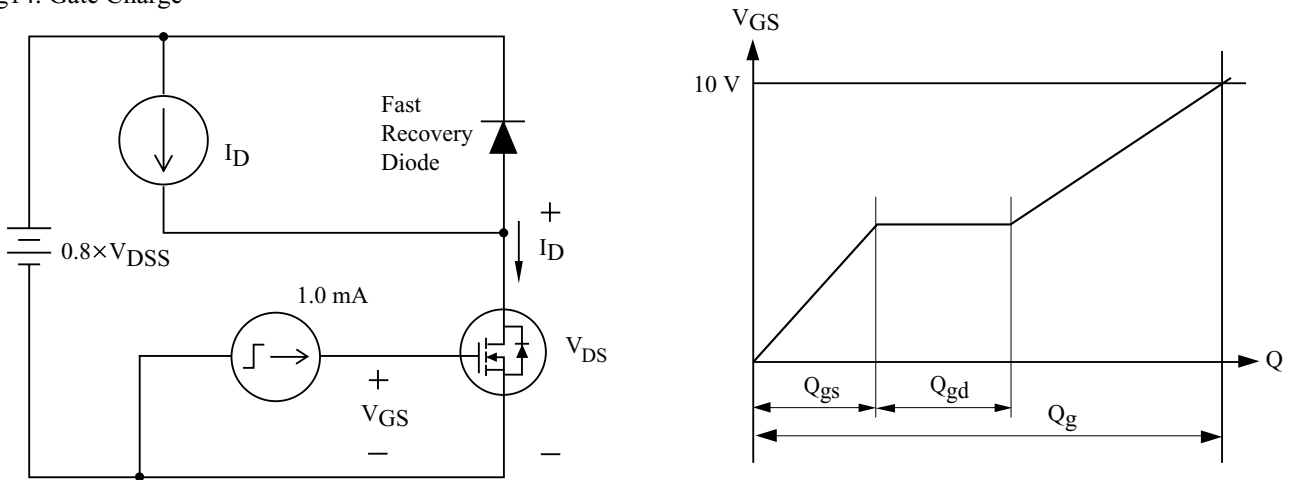 Gate Charge
Fast
Recovery
Diode
I_D
+
I_D
0.8×V_DSS
1.0 mA
V_DS
+
V_GS
−
−
V_GS
10 V
Q
Q_gs
Q_gd
Q_g